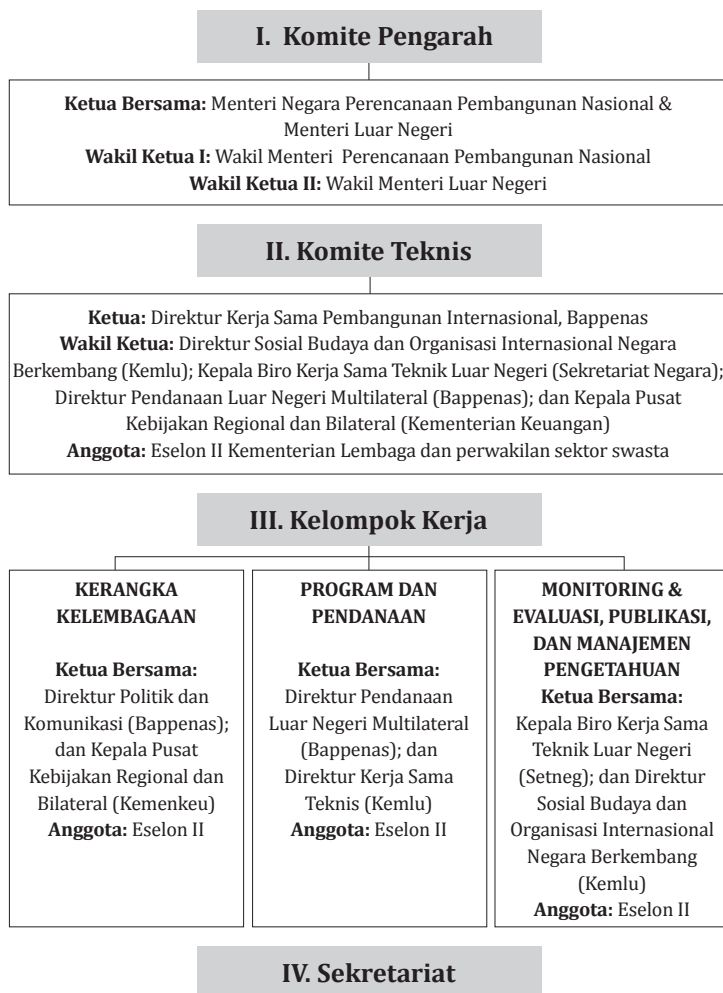 I. Komite Pengarah
Ketua Bersama: Menteri Negara Perencanaan Pembangunan Nasional &
Menteri Luar Negeri
Wakil Ketua I: Wakil Menteri Perencanaan Pembangunan Nasional
Wakil Ketua II: Wakil Menteri Luar Negeri
II. Komite Teknis
Ketua: Direktur Kerja Sama Pembangunan Internasional, Bappenas
Wakil Ketua: Direktur Sosial Budaya dan Organisasi Internasional Negara
Berkembang (Kemlu); Kepala Biro Kerja Sama Teknik Luar Negeri (Sekretariat Negara);
Direktur Pendanaan Luar Negeri Multilateral (Bappenas); dan Kepala Pusat
Kebijakan Regional dan Bilateral (Kementerian Keuangan)
Anggota: Eselon II Kementerian Lembaga dan perwakilan sektor swasta
III. Kelompok Kerja
KERANGKA
KELEMBAGAAN
Ketua Bersama:
Direktur Politik dan
Komunikasi (Bappenas);
dan Kepala Pusat
Kebijakan Regional dan
Bilateral (Kemenkeu)
Anggota: Eselon II
PROGRAM DAN
PENDANAAN
Ketua Bersama:
Direktur Pendanaan
Luar Negeri Multilateral
(Bappenas); dan
Direktur Kerja Sama
Teknis (Kemlu)
Anggota: Eselon II
MONITORING &
EVALUASI, PUBLIKASI,
DAN MANAJEMEN
PENGETAHUAN
Ketua Bersama:
Kepala Biro Kerja Sama
Teknik Luar Negeri
(Setneg); dan Direktur
Sosial Budaya dan
Organisasi Internasional
Negara Berkembang
(Kemlu)
Anggota: Eselon II
IV. Sekretariat